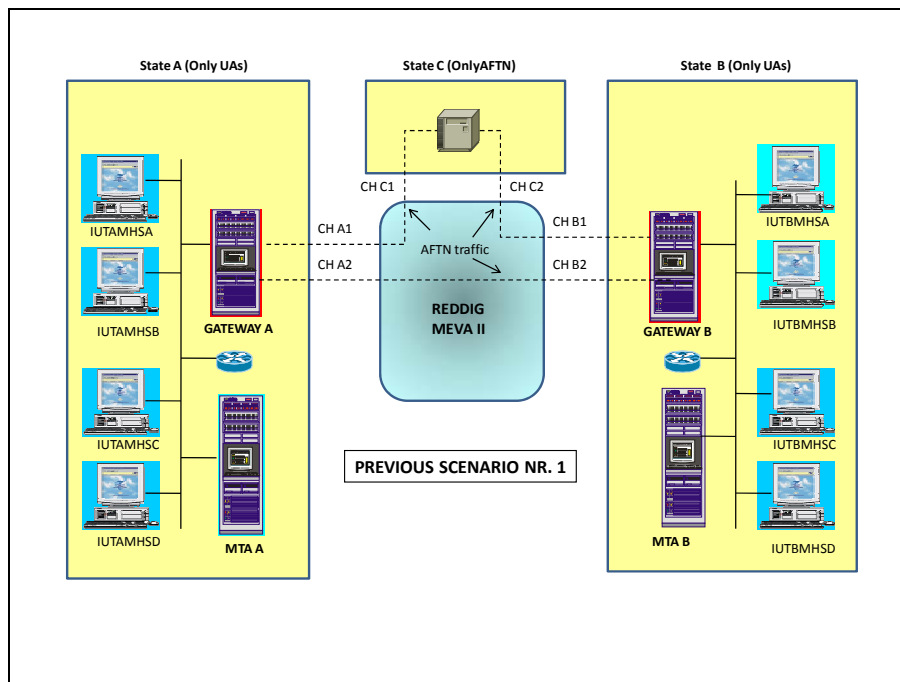 State A (Only UAs)
State C (OnlyAFTN)
State B (Only UAs)
CH C1
CH C2
IUTAMHSA
IUTBMHSA
CH A1
CH B1
AFTN traffic
CH A2
CH B2
IUTAMHSB
IUTBMHSB
REDDIG
MEVA II
GATEWAY A
GATEWAY B
IUTAMHSC
IUTBMHSC
PREVIOUS SCENARIO NR. 1
IUTAMHSD
MTA A
MTA B
IUTBMHSD